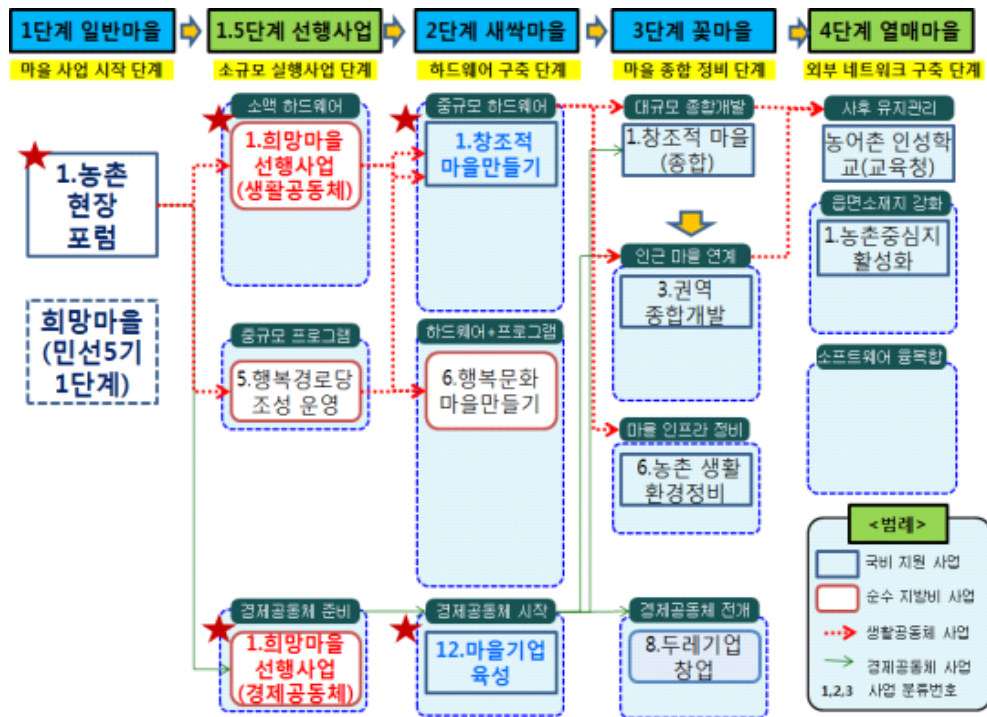 1단계 일반마을
1.5단계 선행사업
2단계 새싹마을
3단계 꽃마을
4단계 열매마을
마을 사업 시작 단계
소규모 실행사업 단계
하드웨어 구축 단계
마을 종합 정비 단계
외부 네트워크 구축 단계
1.농촌
현장
포럼
희망마을
(민선5기
1단계)
소액 하드웨어
1.희망마을
선행사업
(생활공동체)
중규모 프로그램
5.행복경로당
조성 운영
경제공동체 준비
1.희망마을
선행사업
(경제공동체)
중규모 하드웨어
1.창조적
마을만들기
하드웨어+프로그램
6.행복문화
마을만들기
경제공동체 시작
12.마을기업
육성
대규모 종합개발
1.창조적 마을
(종합)
인근 마을 연계
3.권역
종합개발
마을 인프라 정비
6.농촌 생활
환경정비
경제공동체 전개
8.두레기업
창업
사후 유지관리
농어촌 인성학
교(교육청)
읍면소재지 강화
1.농촌중심지
활성화
소프트웨어 융복합
<범례>
국비 지원 사업
순수 지방비 사업
생활공동체 사업
경제공동체 사업
1,2,3 사업 분류번호